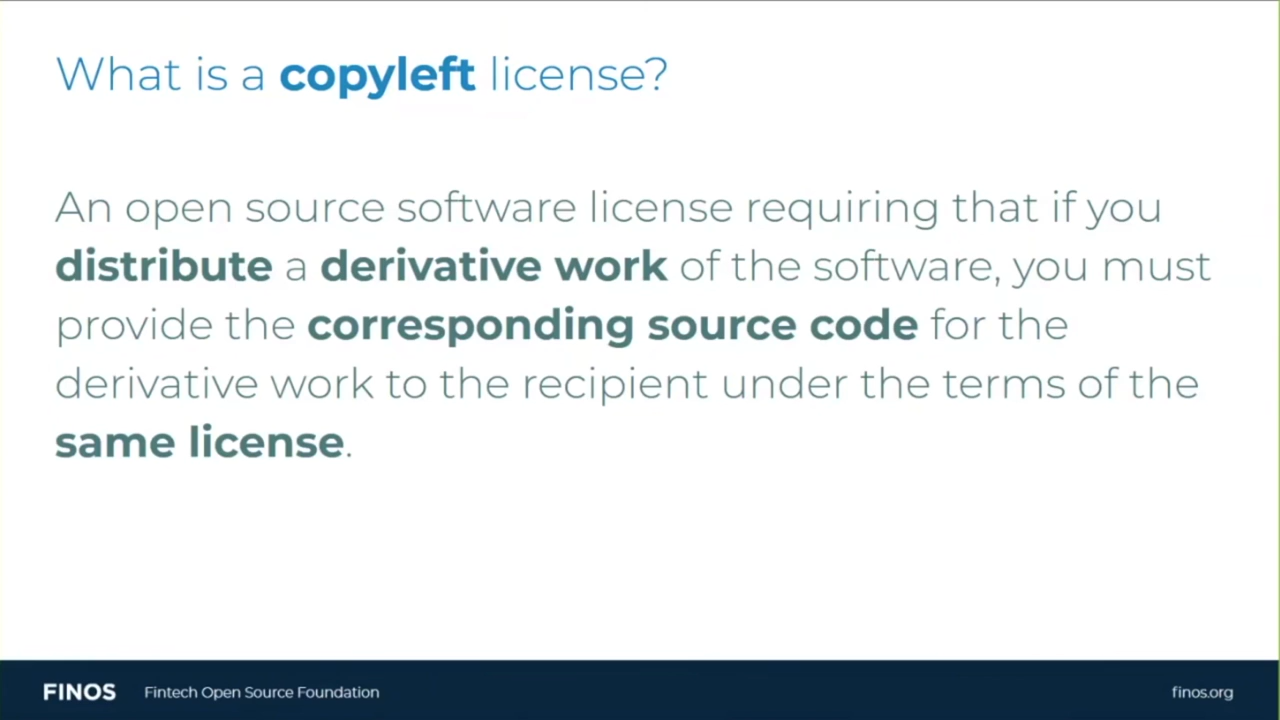 What is a copyleft license?
An open source software license requiring that if you
distribute a derivative work of the software, you must
provide the corresponding source code for the
derivative work to the recipient under the terms of the
same license.
FINOS Fintech Open Source Foundation finos.org